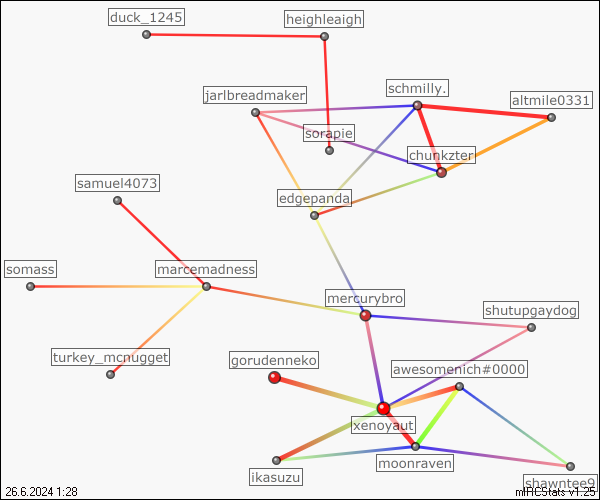 duck_1245
heighleaigh
schmilly.
jarlbreadmaker
altmile0331
sorapie
chunkzter
samuel4073
edgepanda
somass
marcemadness
mercurybro
shutupgaydog
turkey_mcnugget
gorudenneko
awesomenich#0000
xenoyaut
moonraven
ikasuzu
shawntee9
26.6.2024 1:28
mIRCStats v1.25